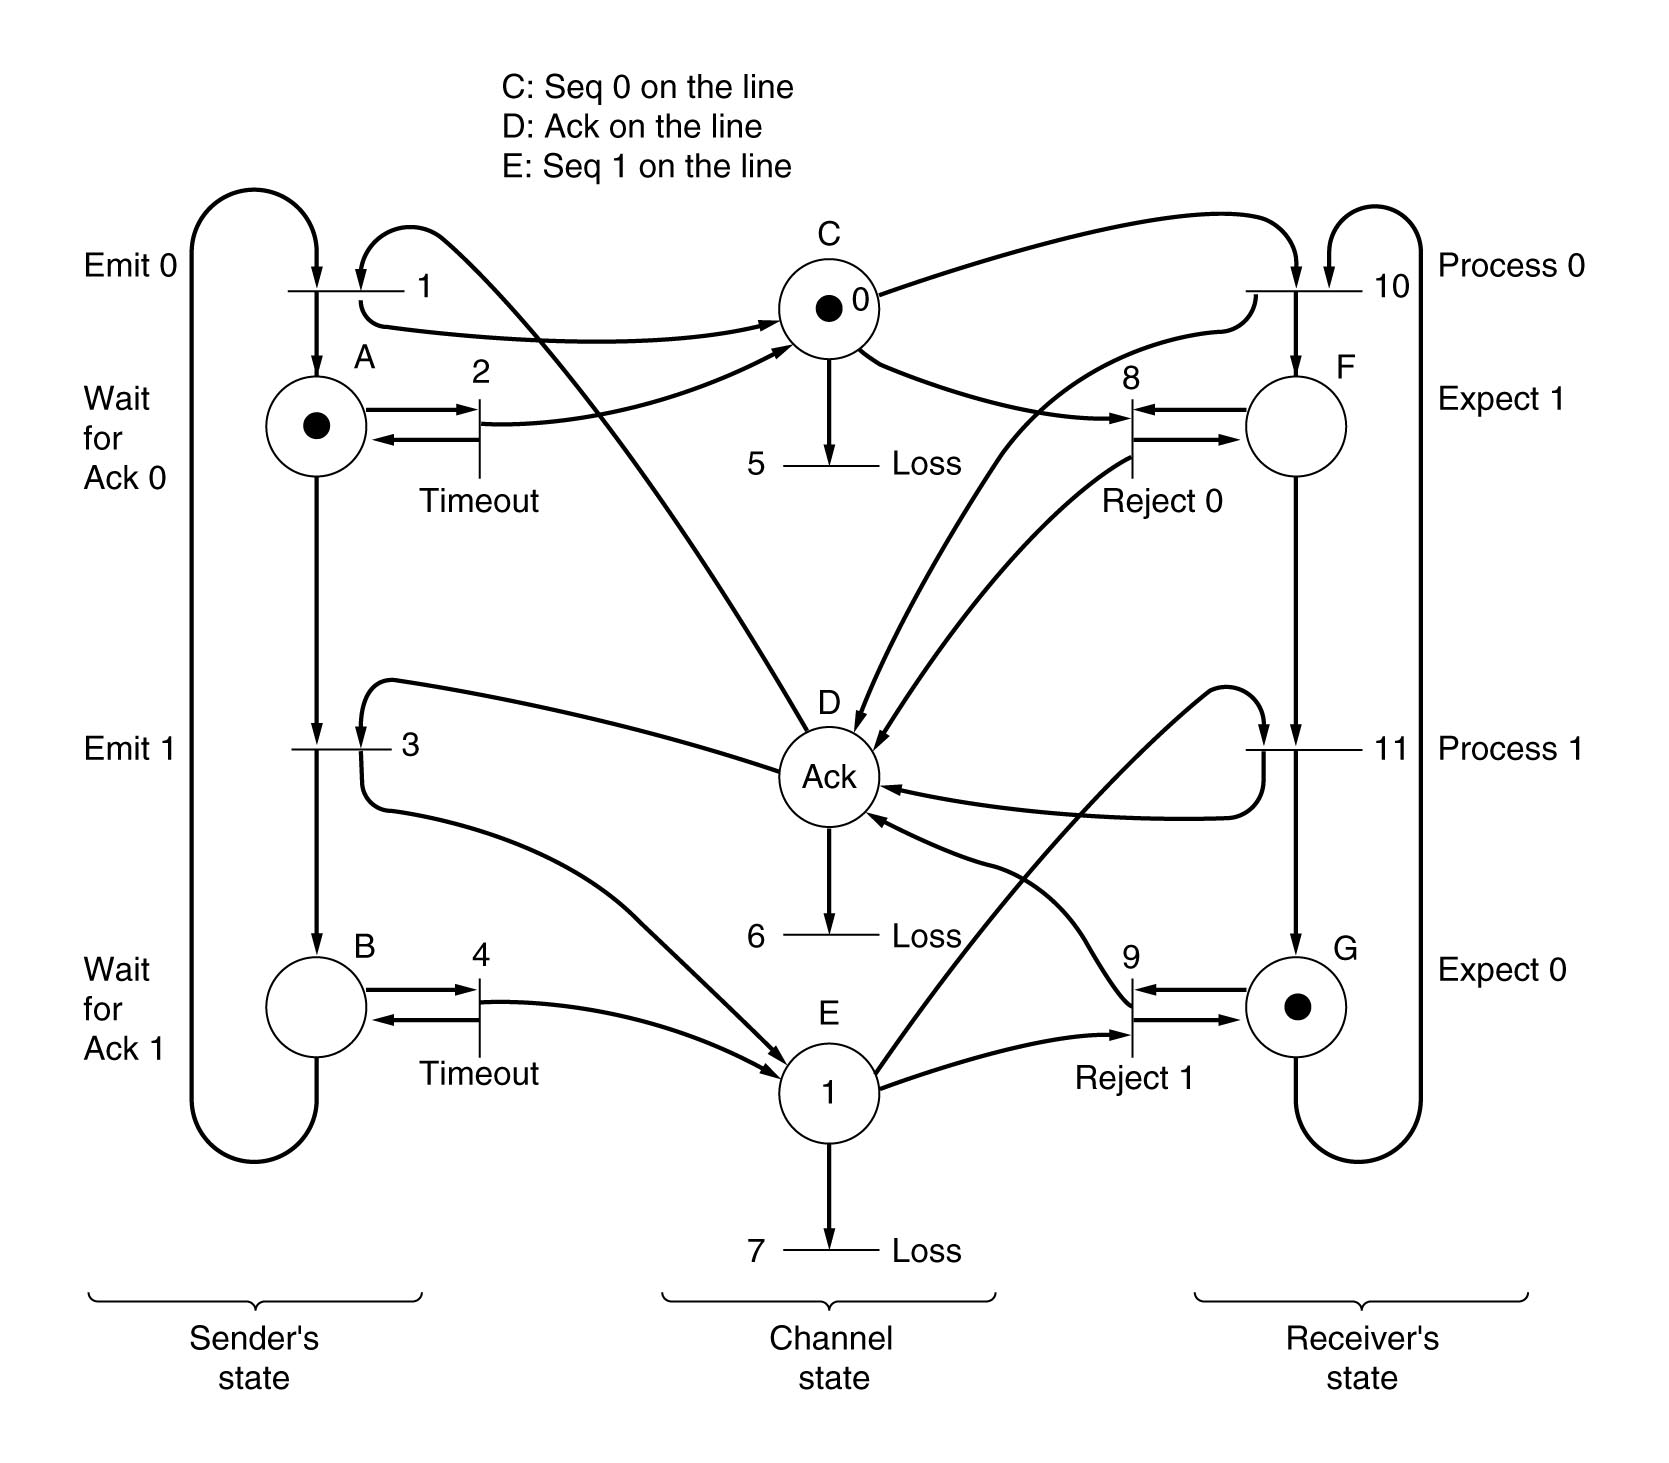 C: Seq 0 on the line
D: Ack on the line
E: Seq 1 on the line
C
Emit 0
1
0
10
Process 0
A
2
8
F
Wait
for
Ack 0
Expect 1
5
Loss
Timeout
Reject 0
D
Emit 1
3
Ack
11
Process 1
6
Loss
B
4
9
G
Wait
for
Ack 1
Expect 0
E
Timeout
1
Reject 1
7
Loss
Sender's
state
Channel
state
Receiver's
state